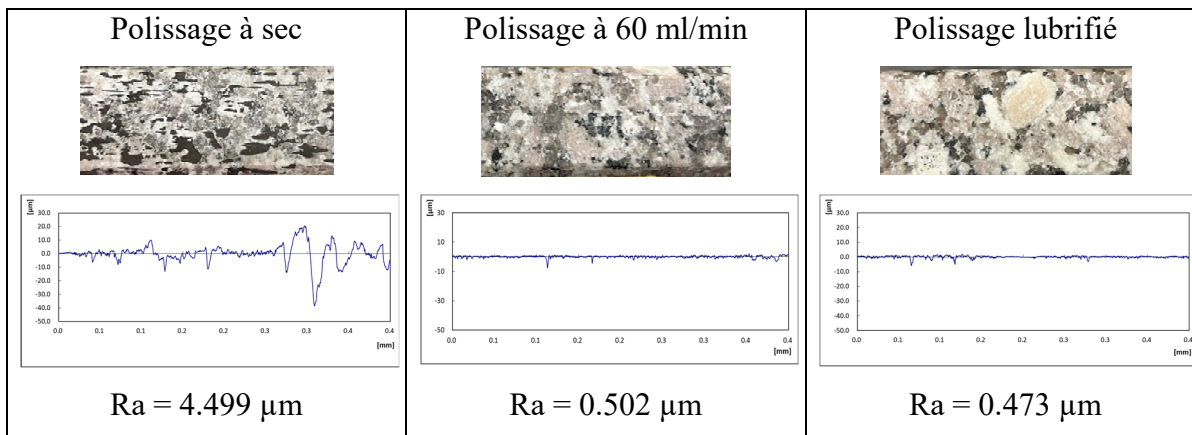 Polissage à sec
[µm]
30.0
20.0
10.0
0.0
-10.0
-20.0
-30.0
-40.0
-50.0
0.0 0.1 0.1 0.2 0.2 0.3 0.3 0.4 0.4
[mm]
Ra = 4.499 µm
Polissage à 60 ml/min
[µm]
30
10
-10
-30
-50
0.0 0.1 0.1 0.2 0.2 0.3 0.3 0.4 0.4
[mm]
Ra = 0.502 µm
Polissage lubrifié
[µm]
30.0
20.0
10.0
0.0
-10.0
-20.0
-30.0
-40.0
-50.0
0.0 0.1 0.1 0.2 0.2 0.3 0.3 0.4 0.4
[mm]
Ra = 0.473 µm